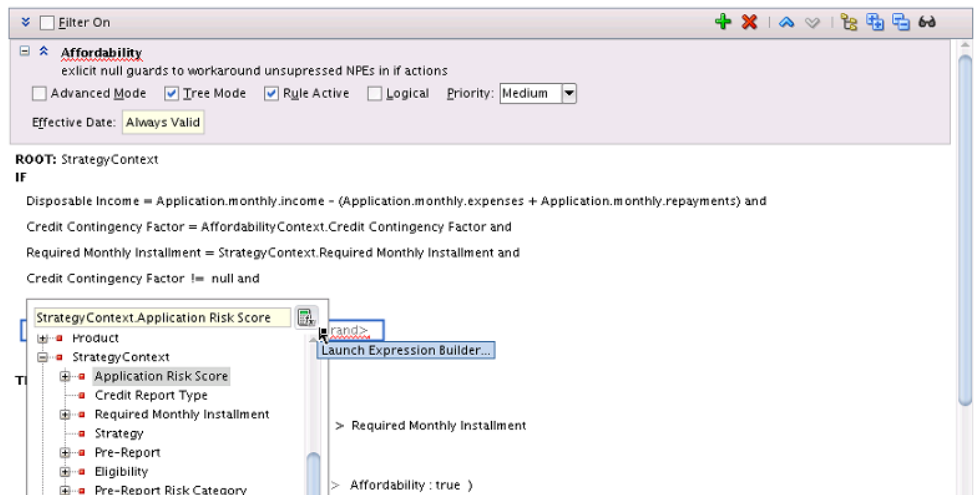 Filter On
Affordability
exlicit null guards to workaround unsupressed NPEs in if actions
Advanced Mode Tree Mode Rule Active Logical Priority: Medium
Effective Date: Always Valid
ROOT: StrategyContext
IF
Disposable Income = Application.monthly.income - (Application.monthly.expenses + Application.monthly.repayments) and
Credit Contingency Factor = AffordabilityContext.Credit Contingency Factor and
Required Monthly Installment = StrategyContext.Required Monthly Installment and
Credit Contingency Factor != null and
StrategyContext.Application Risk Score
rand>
Product
Launch Expression Builder...
StrategyContext
Application Risk Score
Credit Report Type
Required Monthly Installment
> Required Monthly Installment
Strategy
Pre-Report
Eligibility
Pre-Report Risk Category
> Affordability : true )